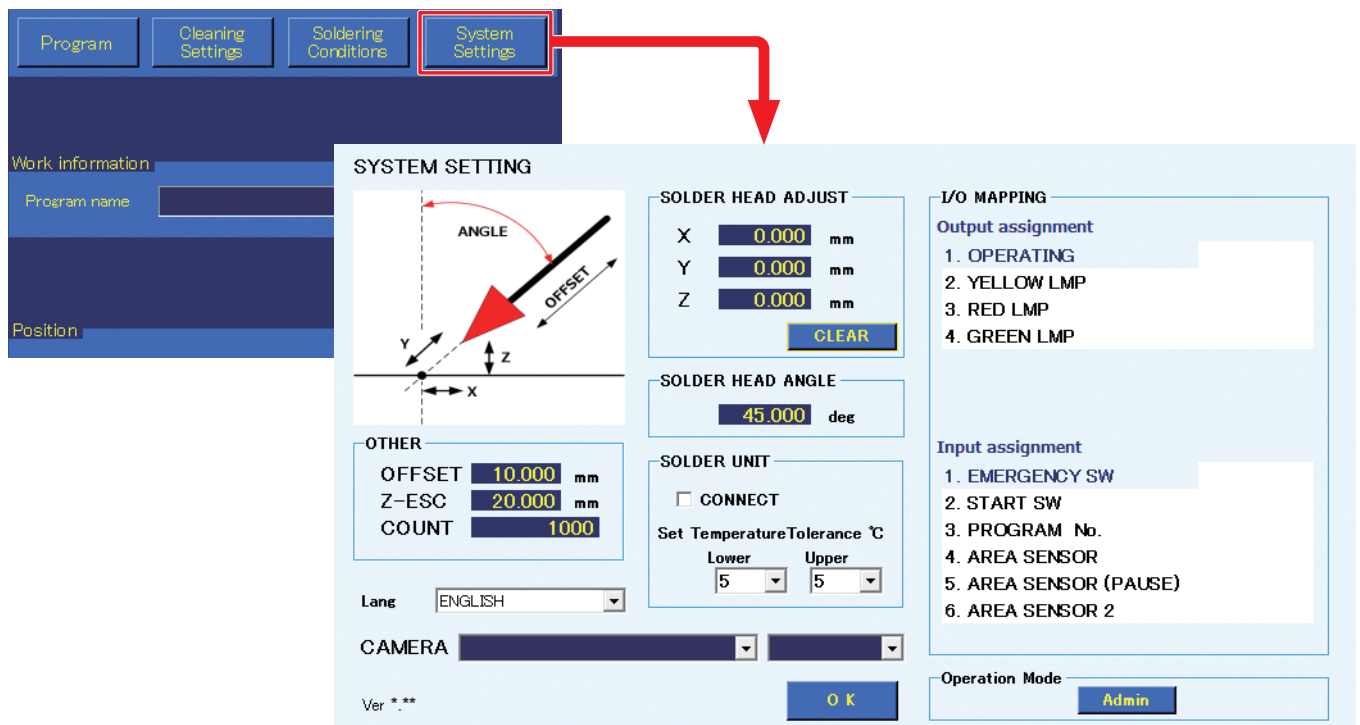 Program
Cleaning
Settings
Soldering
Conditions
System
Settings
Work information
Program name
Position
SYSTEM SETTING
ANGLE
OFFSET
Y
Z
X
OTHER
OFFSET 10.000 mm
Z-ESC 20.000 mm
COUNT 1000
Lang ENGLISH
CAMERA
Ver *.**
SOLDER HEAD ADJUST
X 0.000 mm
Y 0.000 mm
Z 0.000 mm
CLEAR
SOLDER HEAD ANGLE
45.000 deg
SOLDER UNIT
CONNECT
Set TemperatureTolerance ℃
Lower Upper
5 5
O K
I/O MAPPING
Output assignment
1. OPERATING
2. YELLOW LMP
3. RED LMP
4. GREEN LMP
Input assignment
1. EMERGENCY SW
2. START SW
3. PROGRAM No.
4. AREA SENSOR
5. AREA SENSOR (PAUSE)
6. AREA SENSOR 2
Operation Mode
Admin